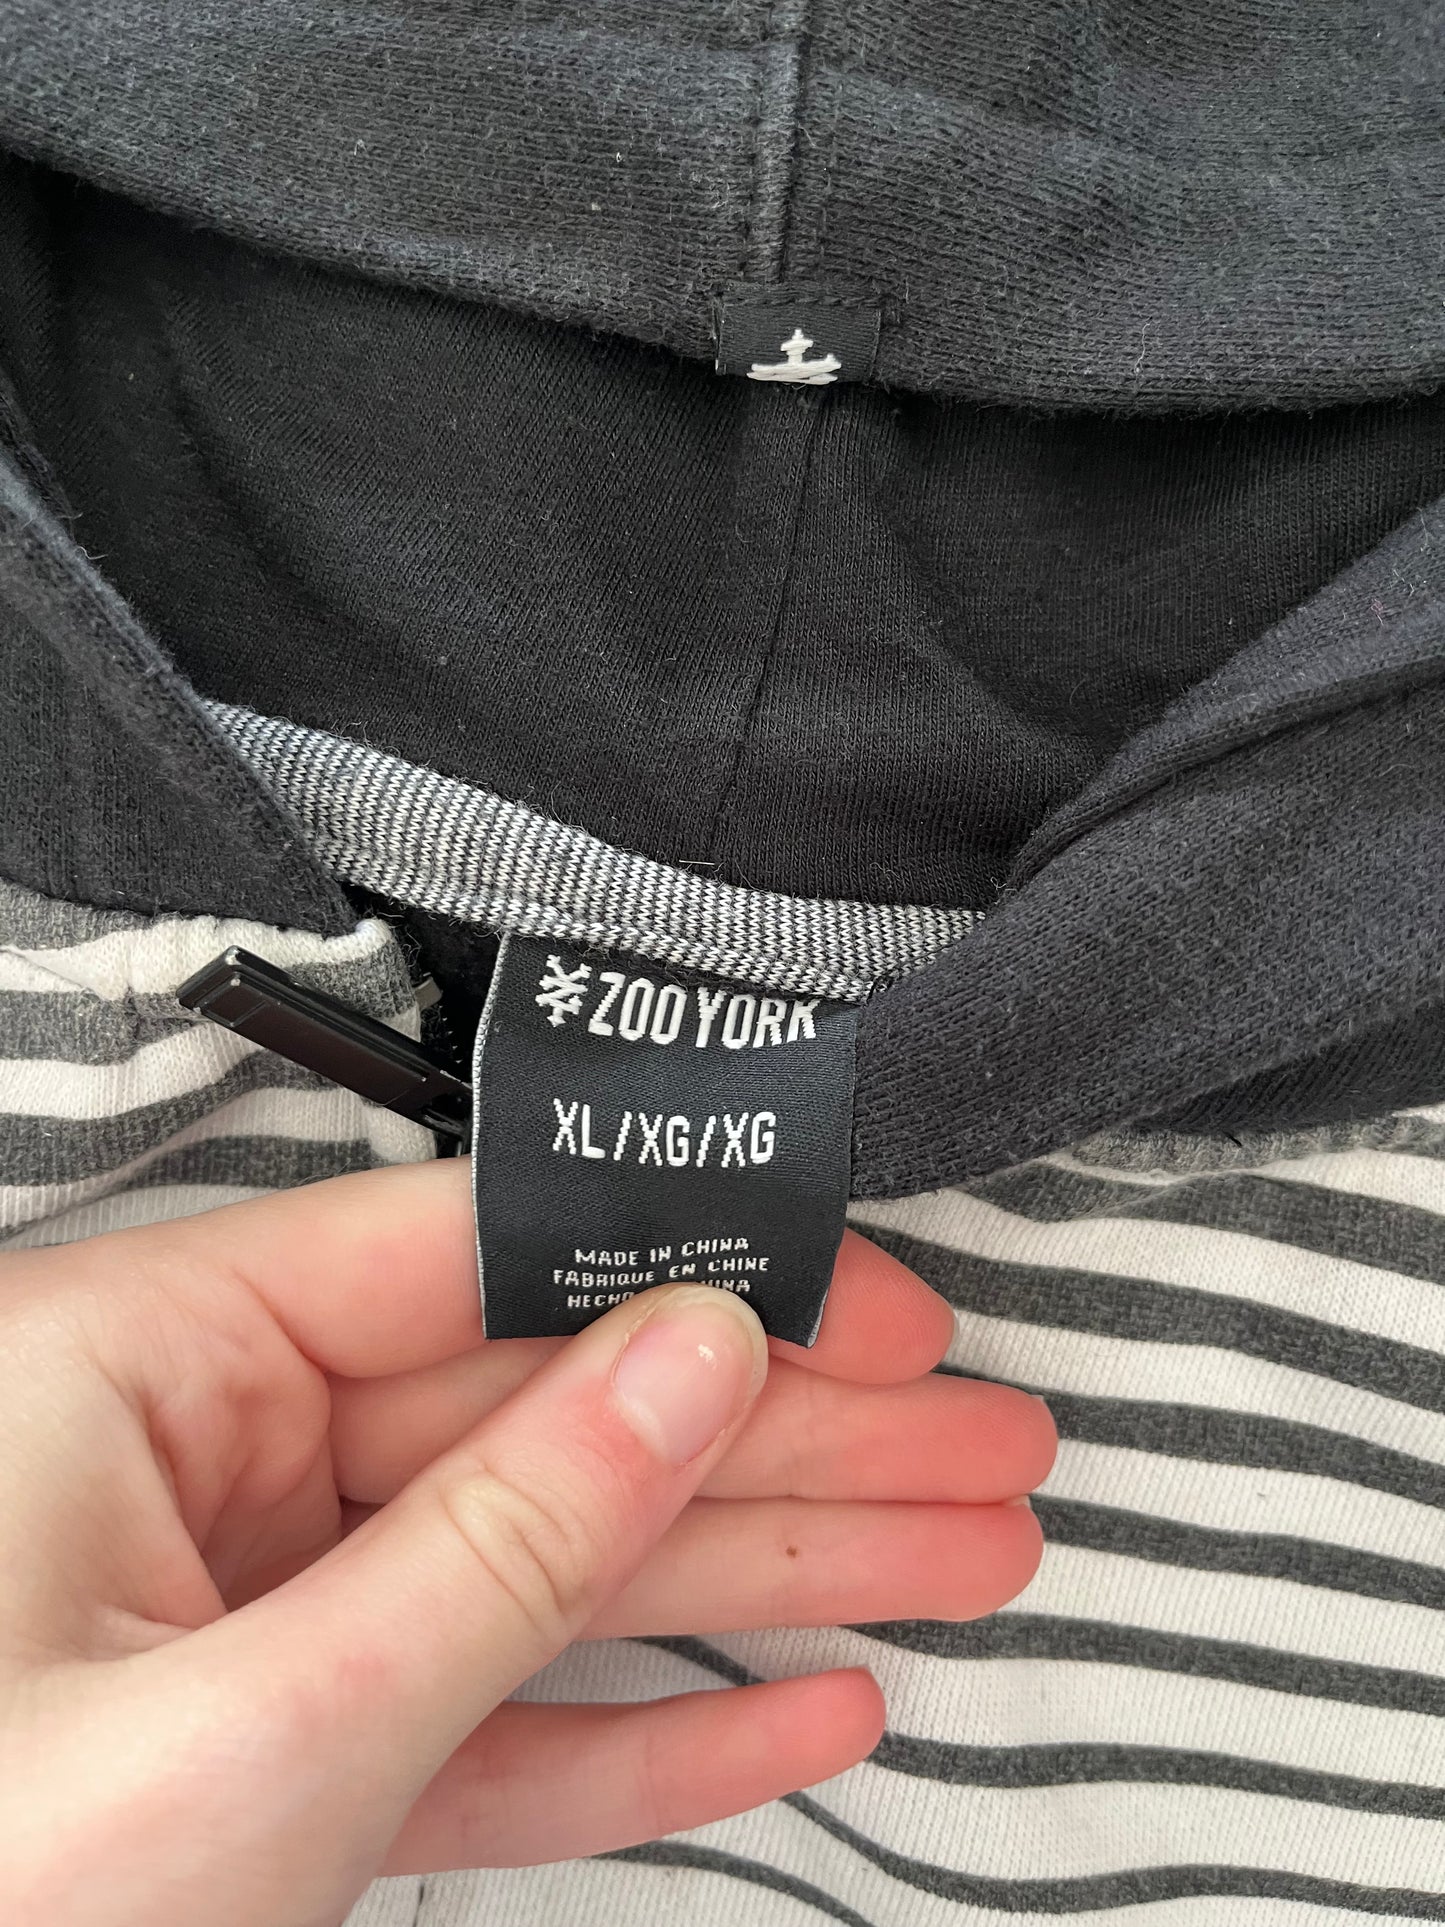 ZOO YORK
XL/XG/XG
MADE IN CHINA
FABRIQUE EN CHINE